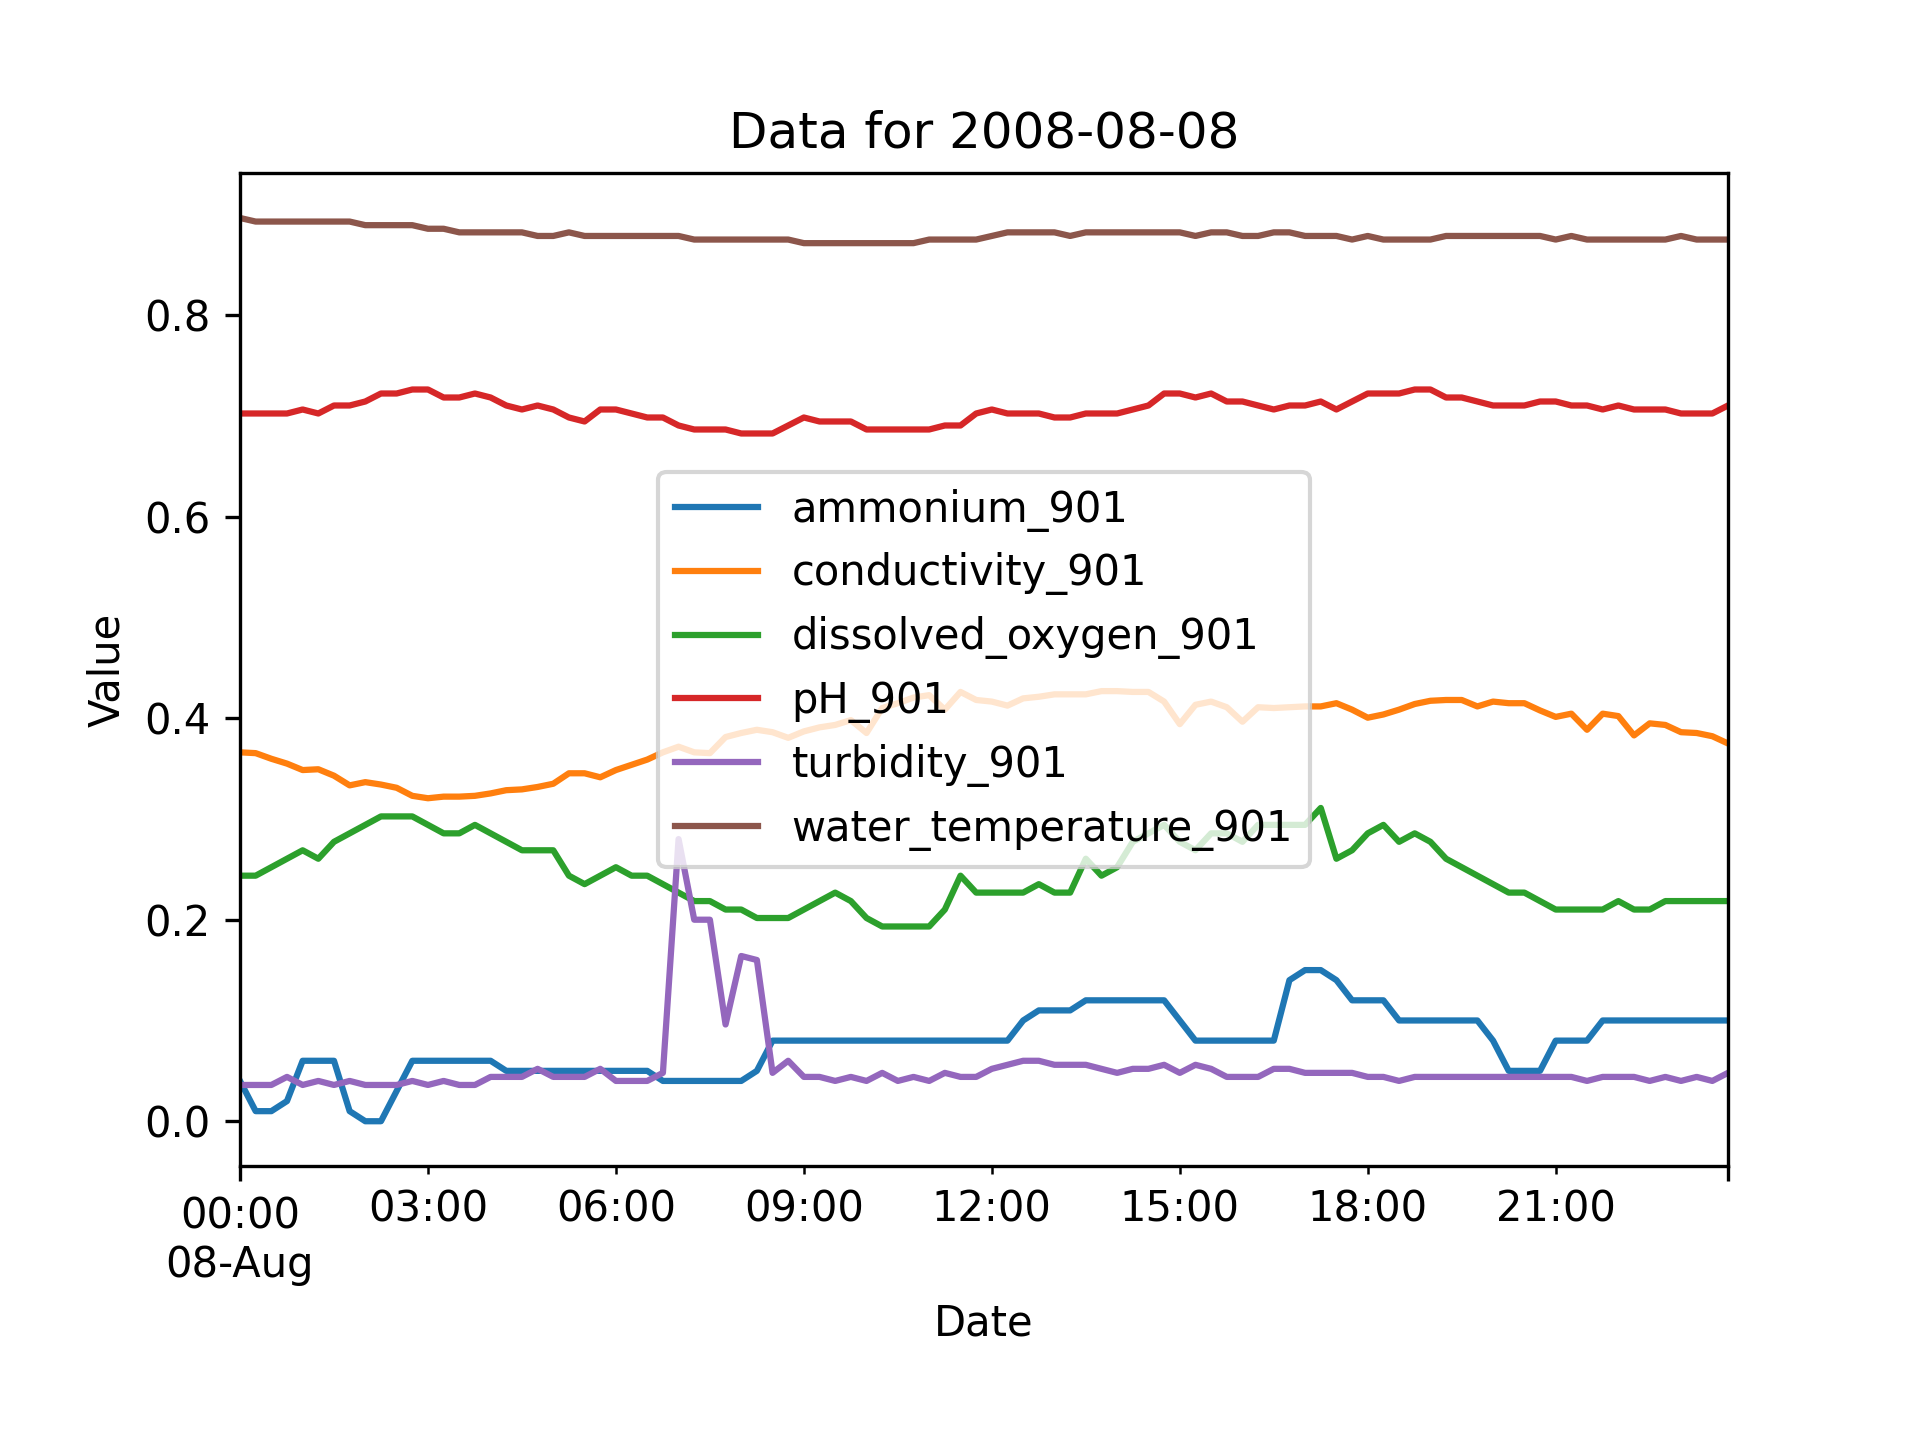 Data for 2008-08-08
Value
0.8
0.6
0.4
0.2
0.0
ammonium_901
conductivity_901
dissolved_oxygen_901
pH_901
turbidity_901
water_temperature_901
00:00 03:00 06:00 09:00 12:00 15:00 18:00 21:00
08-Aug
Date